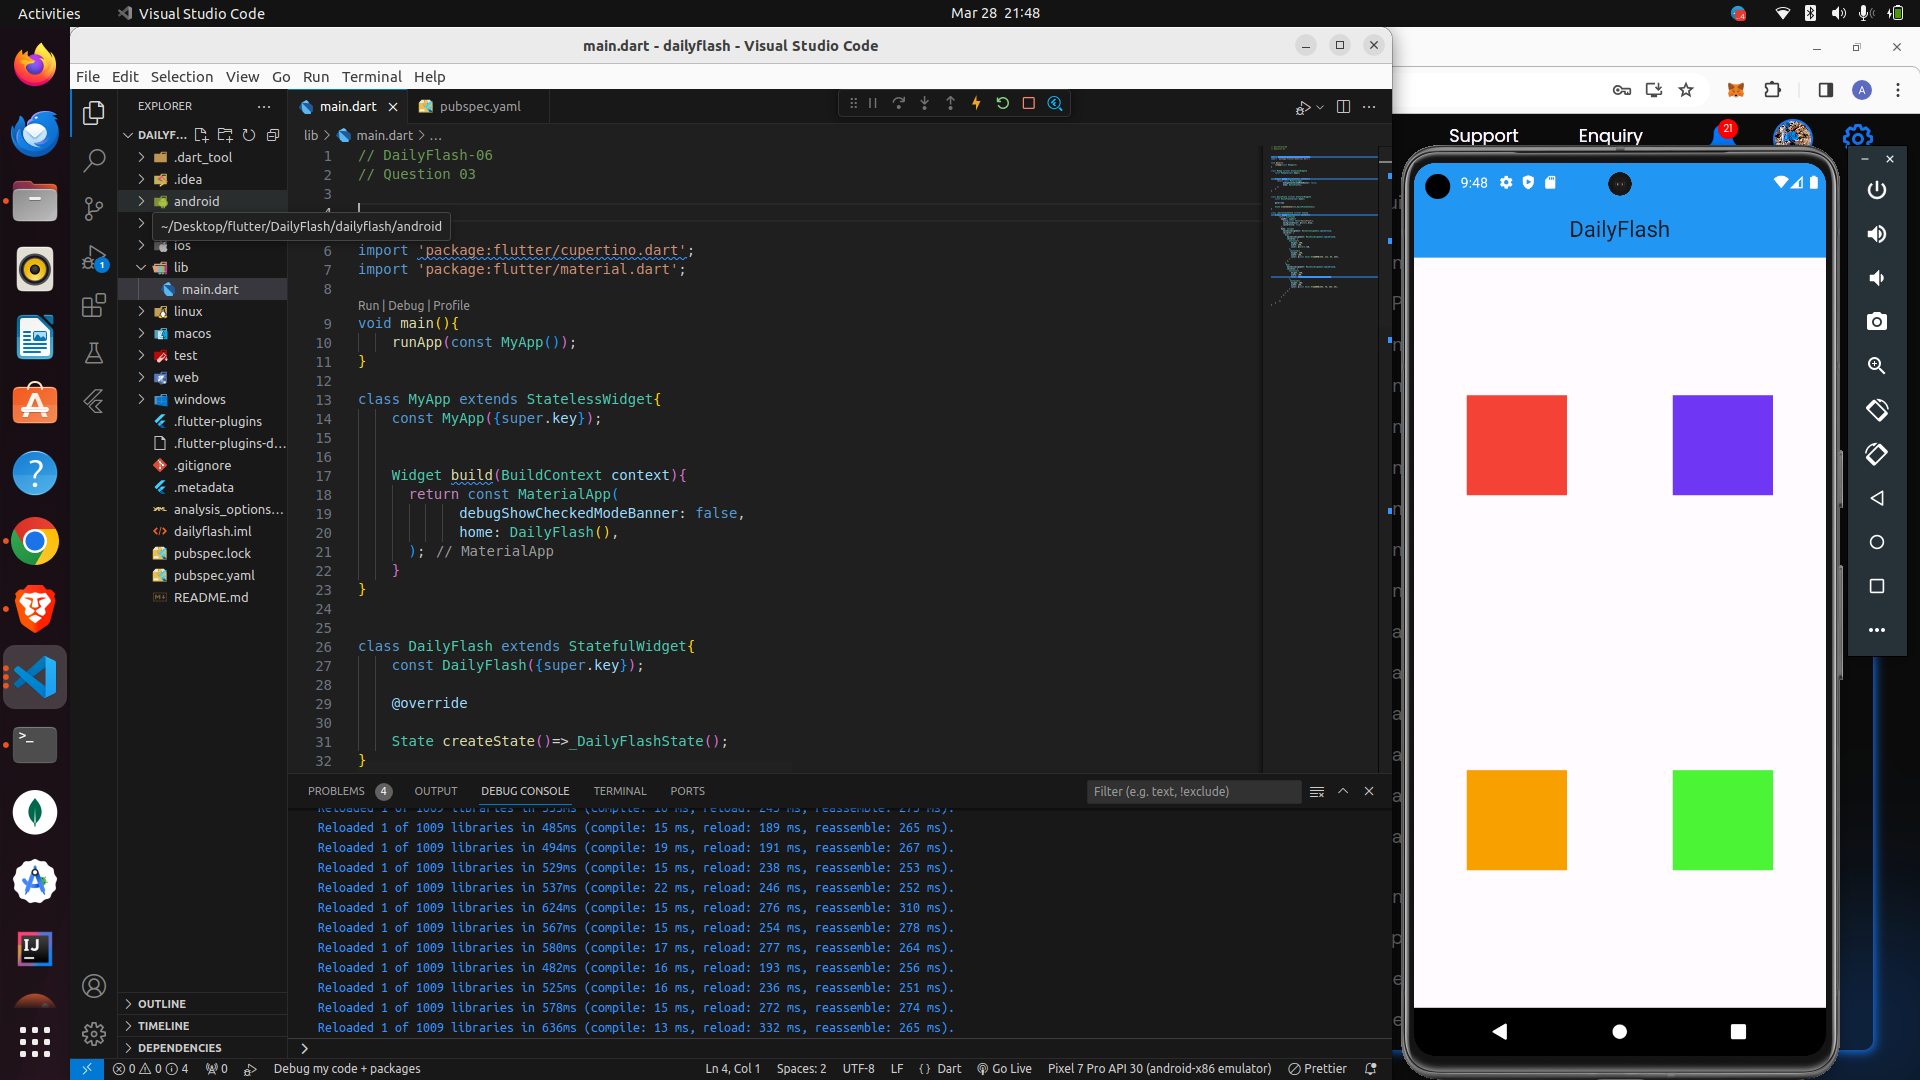 Activities
Visual Studio Code
Mar 28 21:48
main.dart - dailyflash - Visual Studio Code
File Edit Selection View Go Run Terminal Help
EXPLORER
main.dart
pubspec.yaml
DAILYF...
lib > main.dart > ...
.dart_tool
.idea
android
~/Desktop/flutter/DailyFlash/dailyflash/android
ios
lib
main.dart
linux
macos
test
web
windows
.flutter-plugins
.flutter-plugins-d...
.gitignore
.metadata
analysis_options...
dailyflash.iml
pubspec.lock
pubspec.yaml
README.md
OUTLINE
TIMELINE
DEPENDENCIES
1 // DailyFlash-06
2 // Question 03
3
6 import 'package:flutter/cupertino.dart';
7 import 'package:flutter/material.dart';
8
Run | Debug | Profile
9 void main(){
10 runApp(const MyApp());
11 }
12
13 class MyApp extends StatelessWidget{
14 const MyApp({super.key});
15
16
17 Widget build(BuildContext context){
18 return const MaterialApp(
19 debugShowCheckedModeBanner: false,
20 home: DailyFlash(),
21 ); // MaterialApp
22 }
23 }
24
25
26 class DailyFlash extends StatefulWidget{
27 const DailyFlash({super.key});
28
29 @override
30
31 State createState()=>_DailyFlashState();
32 }
PROBLEMS 4 OUTPUT DEBUG CONSOLE TERMINAL PORTS
Filter (e.g. text, !exclude)
Reloaded 1 of 1009 libraries in 485ms (compile: 15 ms, reload: 189 ms, reassemble: 265 ms).
Reloaded 1 of 1009 libraries in 494ms (compile: 19 ms, reload: 191 ms, reassemble: 267 ms).
Reloaded 1 of 1009 libraries in 529ms (compile: 15 ms, reload: 238 ms, reassemble: 253 ms).
Reloaded 1 of 1009 libraries in 537ms (compile: 22 ms, reload: 246 ms, reassemble: 252 ms).
Reloaded 1 of 1009 libraries in 624ms (compile: 15 ms, reload: 276 ms, reassemble: 310 ms).
Reloaded 1 of 1009 libraries in 567ms (compile: 15 ms, reload: 254 ms, reassemble: 278 ms).
Reloaded 1 of 1009 libraries in 580ms (compile: 17 ms, reload: 277 ms, reassemble: 264 ms).
Reloaded 1 of 1009 libraries in 482ms (compile: 16 ms, reload: 193 ms, reassemble: 256 ms).
Reloaded 1 of 1009 libraries in 525ms (compile: 16 ms, reload: 236 ms, reassemble: 251 ms).
Reloaded 1 of 1009 libraries in 578ms (compile: 15 ms, reload: 272 ms, reassemble: 274 ms).
Reloaded 1 of 1009 libraries in 636ms (compile: 13 ms, reload: 332 ms, reassemble: 265 ms).
0 0 4 0 Debug my code + packages
Ln 4, Col 1 Spaces: 2 UTF-8 LF {} Dart Go Live Pixel 7 Pro API 30 (android-x86 emulator) Prettier
A
Support
Enquiry
21
9:48
DailyFlash